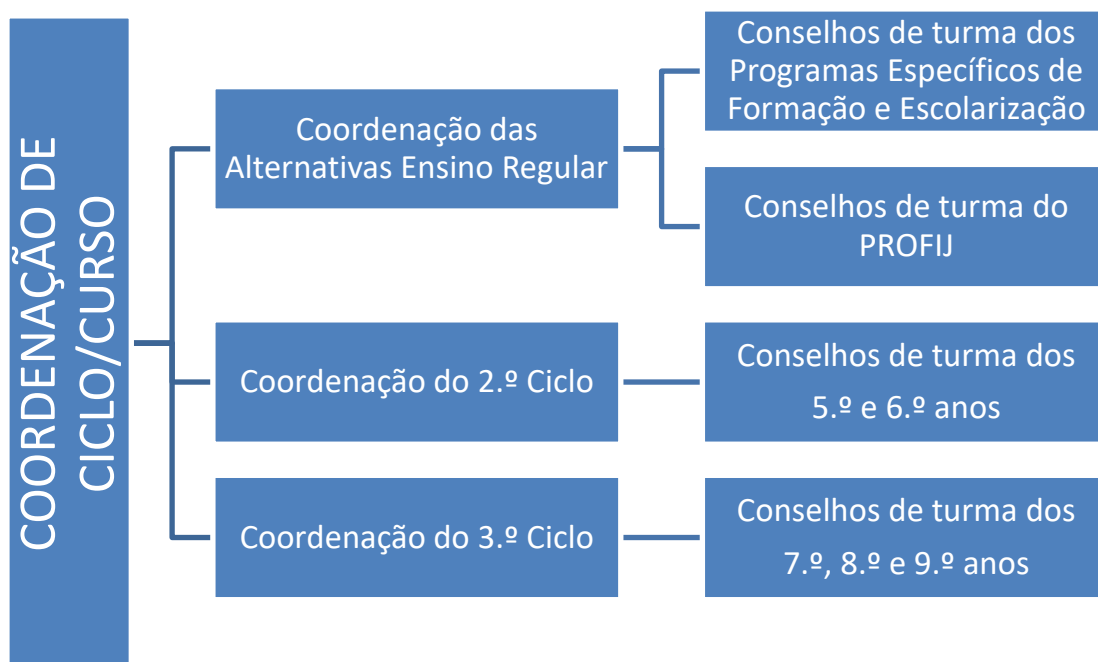 COORDENAÇÃO DE
CICLO/CURSO
Coordenação das
Alternativas Ensino Regular
Conselhos de turma dos
Programas Específicos de
Formação e Escolarização
Conselhos de turma do
PROFIJ
Coordenação do 2.º Ciclo
Conselhos de turma dos
5.º e 6.º anos
Coordenação do 3.º Ciclo
Conselhos de turma dos
7.º, 8.º e 9.º anos